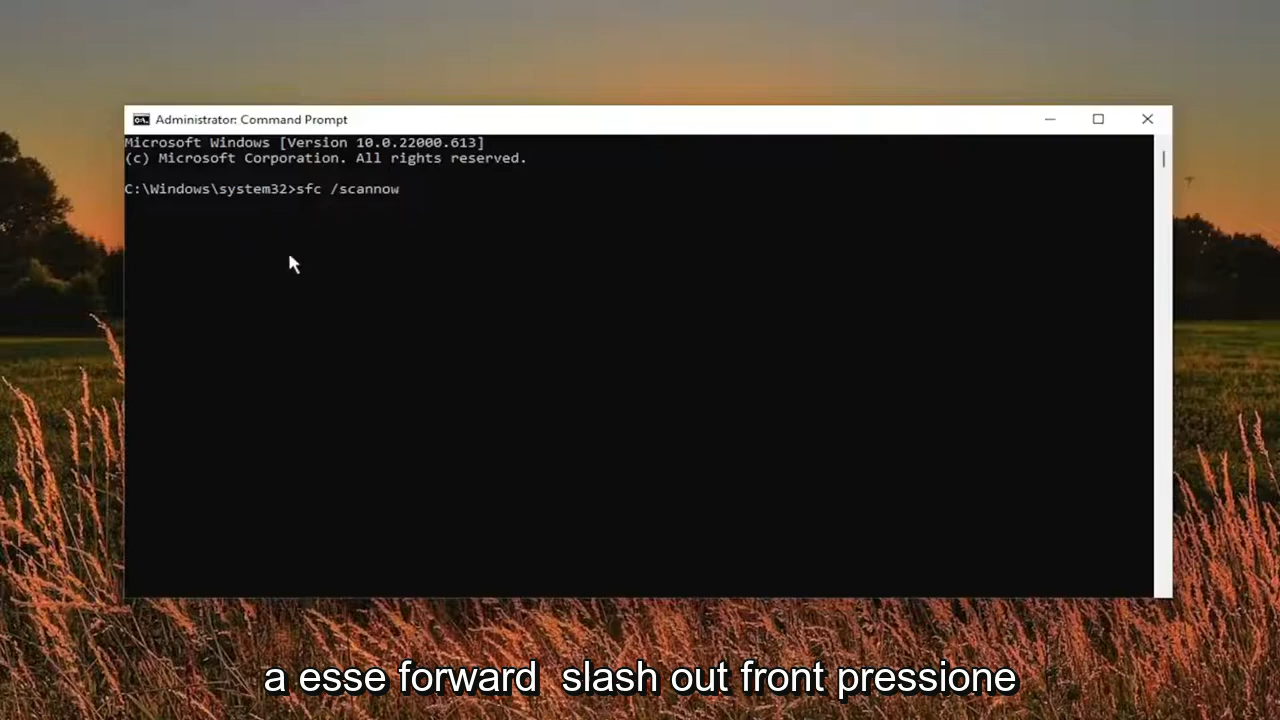 Administrator: Command Prompt
Microsoft Windows [Version 10.0.22000.613]
(c) Microsoft Corporation. All rights reserved.
C:\Windows\system32>sfc /scannow
a esse forward  slash out front pressione